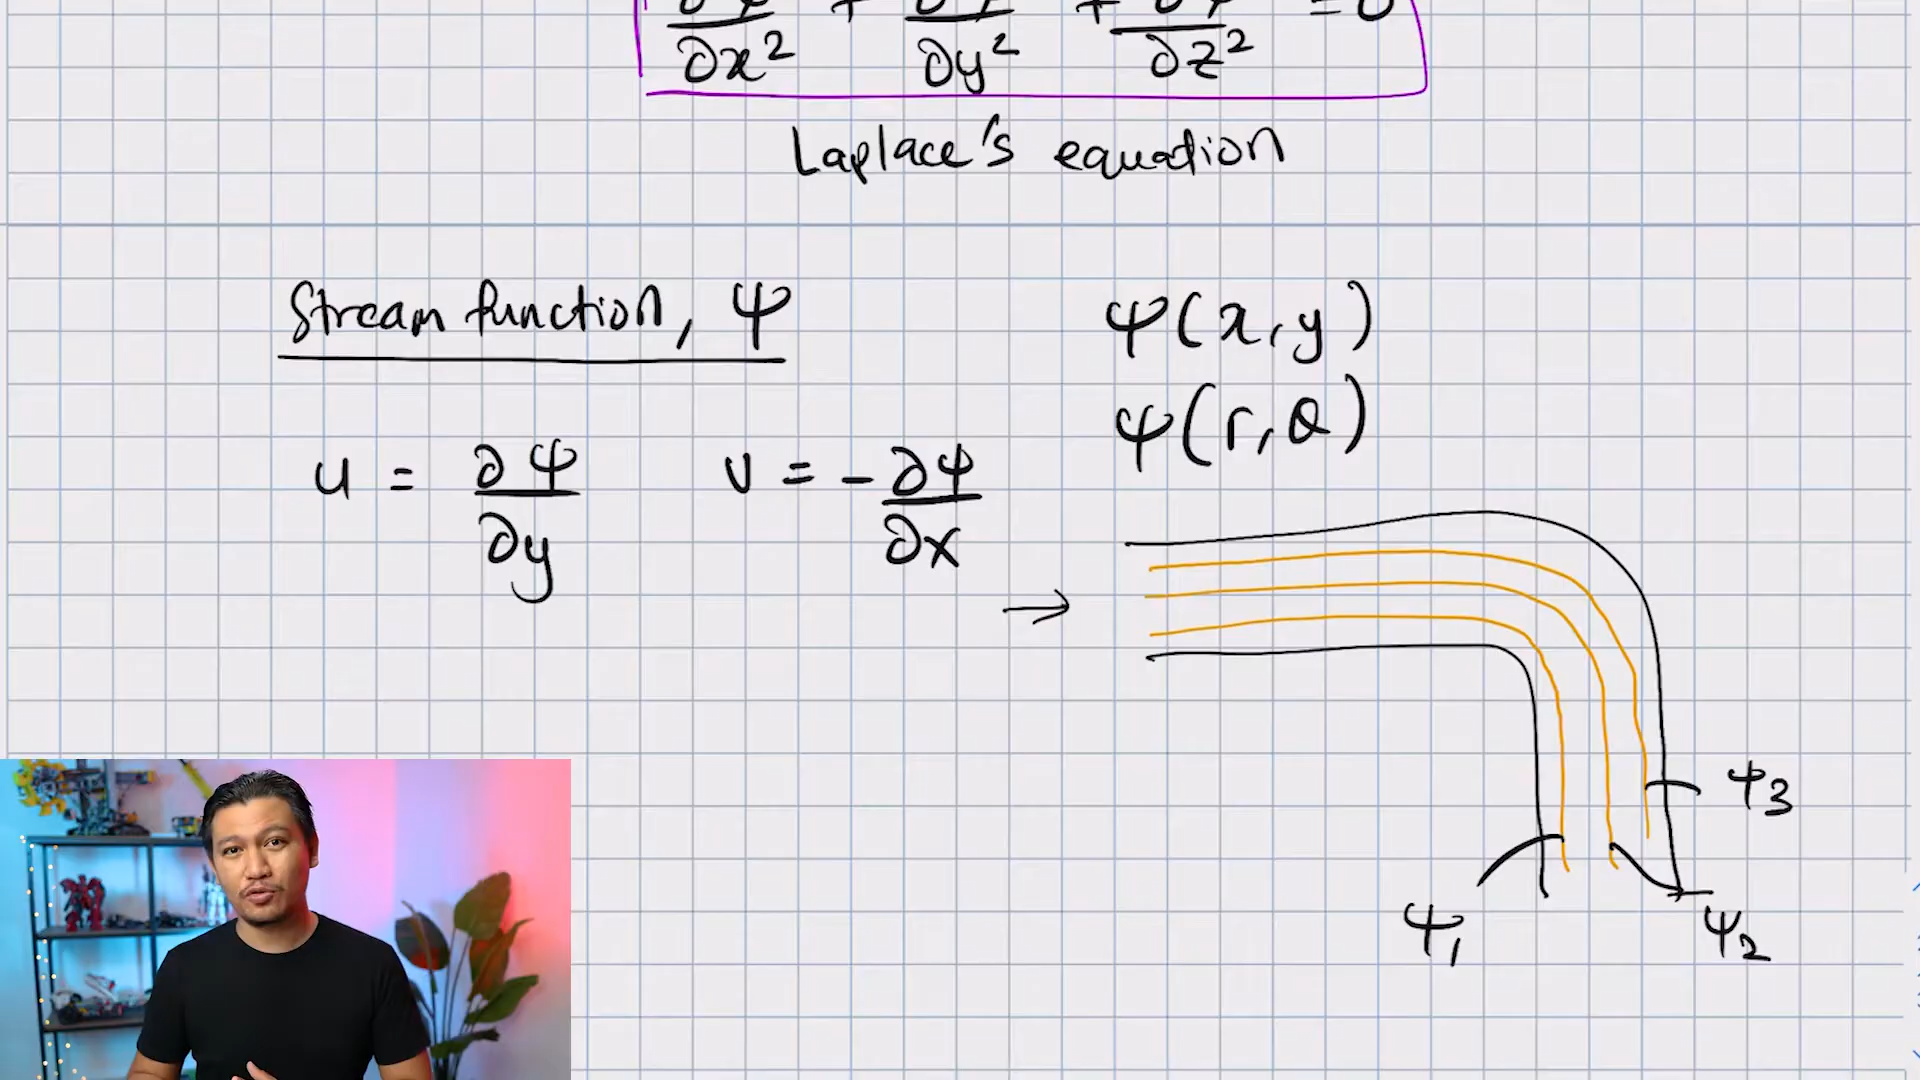 ∂x² ∂y² + ∂z² = 0
Laplace's equation
Stream function, Ψ
Ψ(x,y)
Ψ(r,θ)
u = ∂Ψ/∂y v = -∂Ψ/∂x
→
Ψ3
Ψ1 Ψ2